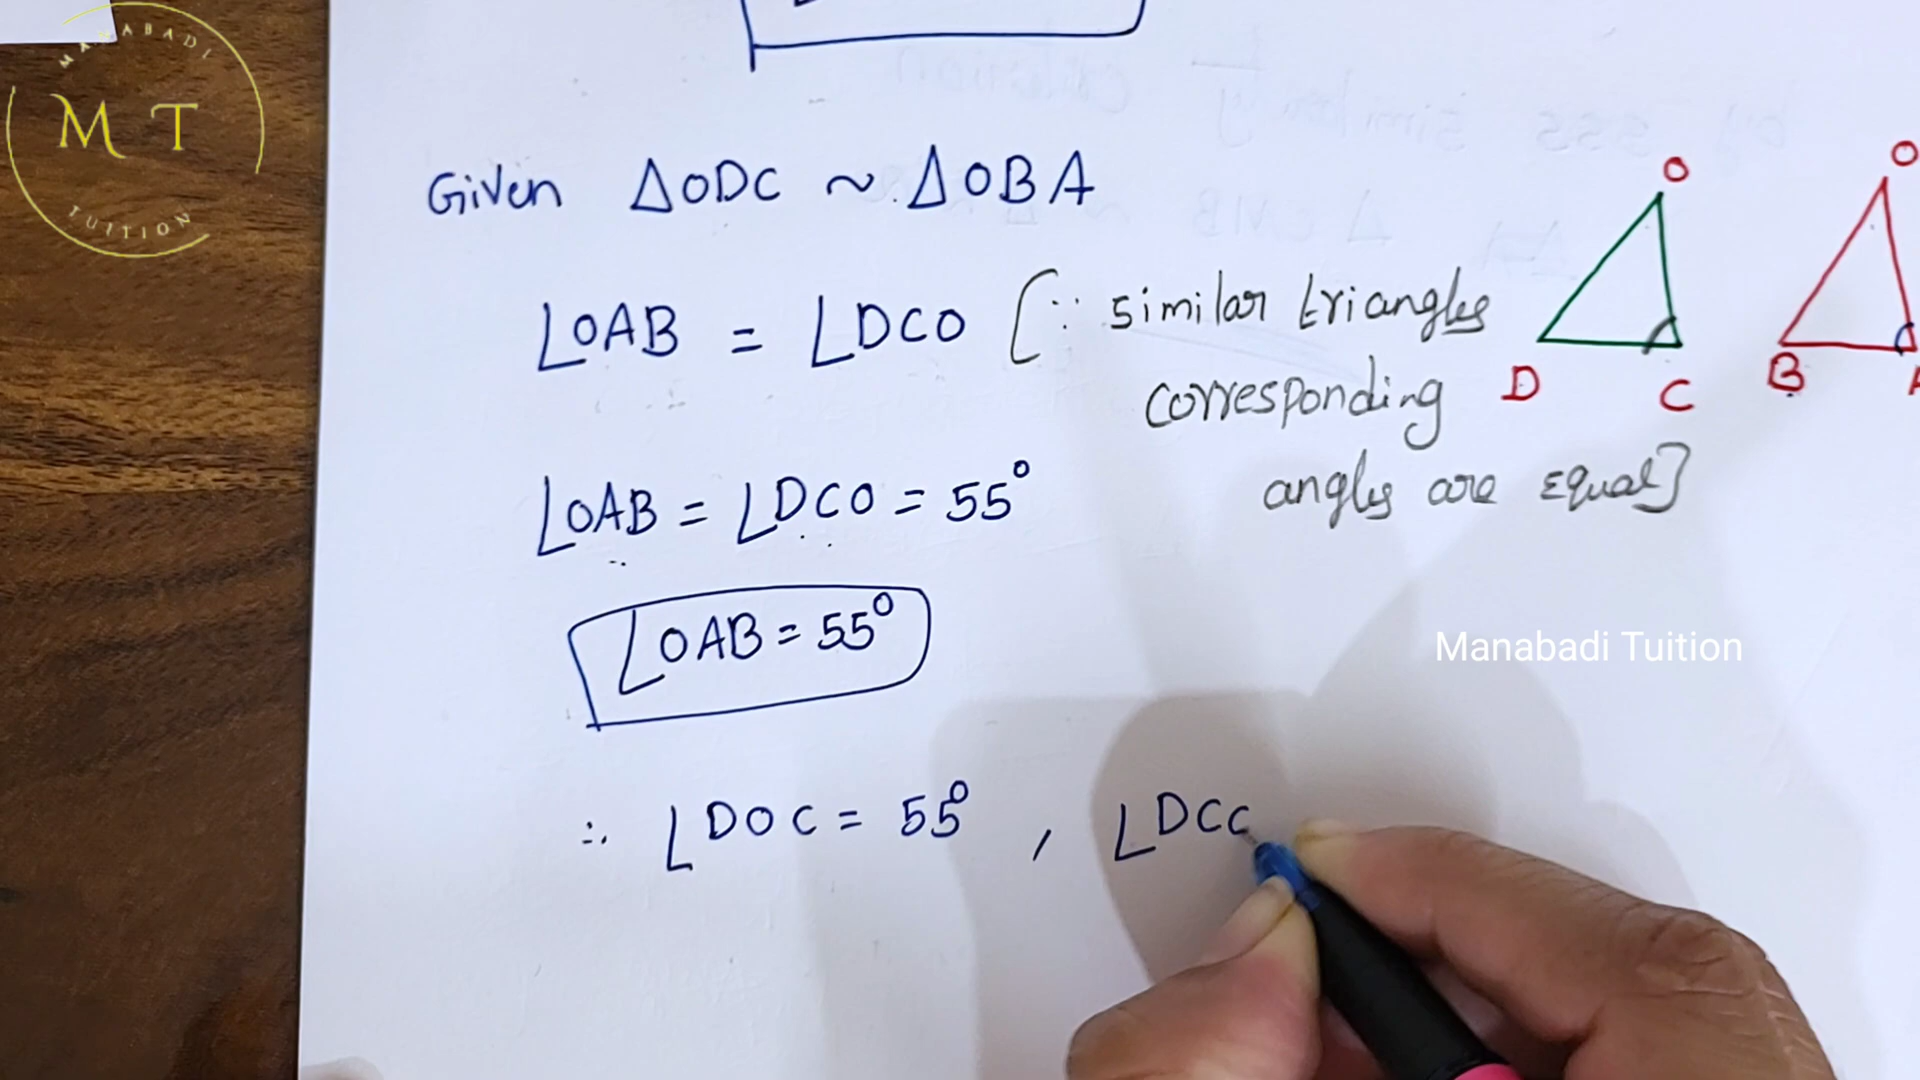 MANABADI
M T
TUITION
Given ΔODC ~ ΔOBA
∠OAB = ∠DCO [∵ similar triangles
corresponding
angles are Equal]
∠OAB = ∠DCO = 55°
∠OAB = 55°
∴ ∠DOC = 55° , ∠DCO
O
D C
O
B A
Manabadi Tuition